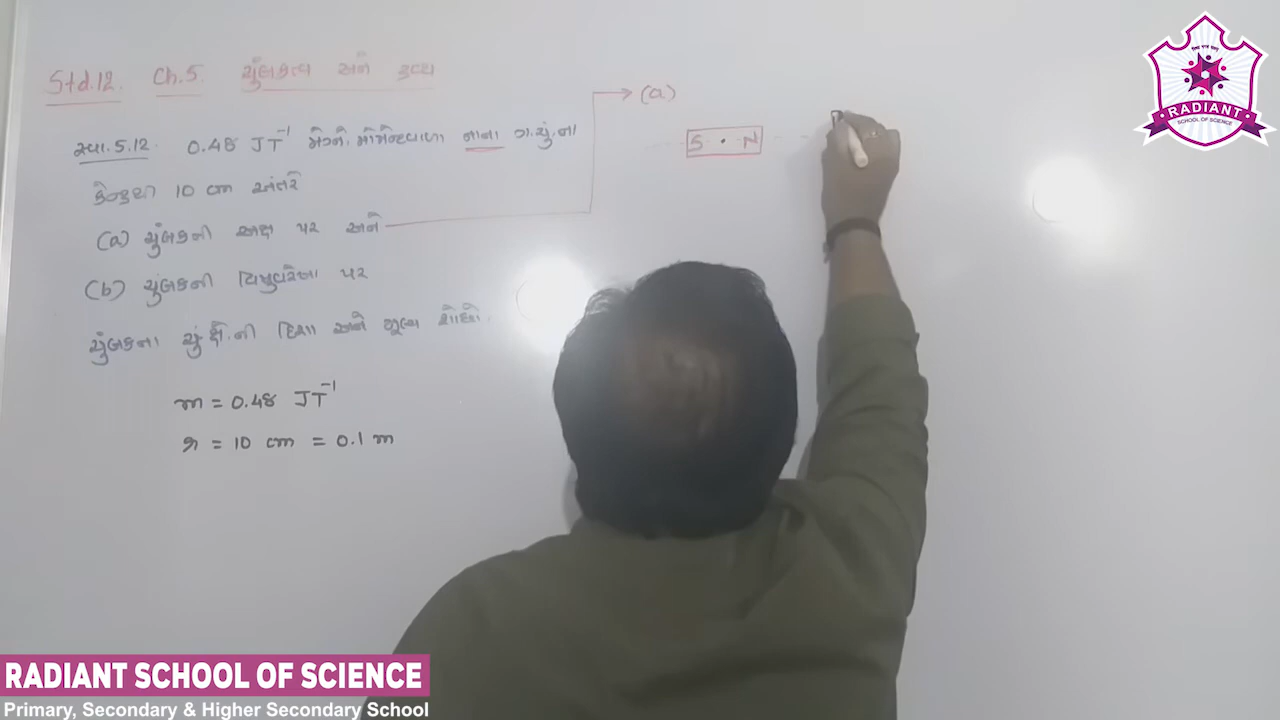 Std.12. Ch.5. ચુંબકત્વ અને દ્રવ્ય
સ્વા.5.12. 0.48 JT⁻¹ મેગ્ને. મોમેન્ટવાળા નાના ગ.ચું.ના
કેન્દ્રથી 10 cm અંતરે
(a) ચુંબકની અક્ષ પર અને
(b) ચુંબકની વિષુવરેખા પર
ચુંબકના ચું.ક્ષે.ની દિશા અને મૂલ્ય શોધો.
m = 0.48 JT⁻¹
r = 10 cm = 0.1 m
(a)
S N
RADIANT
SCHOOL OF SCIENCE
RADIANT SCHOOL OF SCIENCE
Primary, Secondary & Higher Secondary School